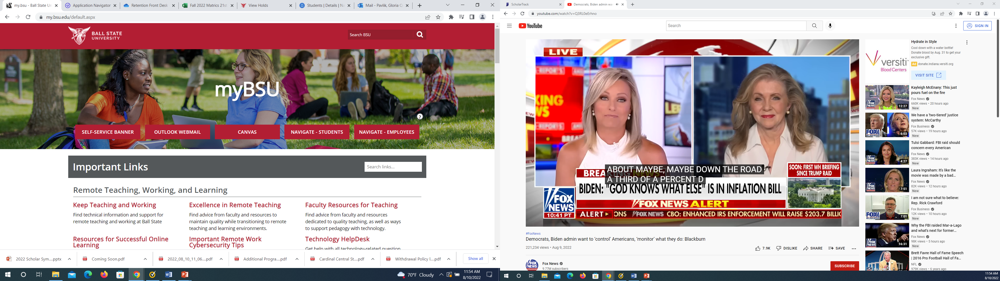 my.bsu - Ball State Un
Application Navigator
Retention Front Desk
Fall 2022 Matrics 21st
View Holds
Students | Details | Na
Mail - Pavlik, Gloria Q
my.bsu.edu/default.aspx
BALL STATE
UNIVERSITY
Search BSU
myBSU
?
SELF-SERVICE BANNER
OUTLOOK WEBMAIL
CANVAS
NAVIGATE - STUDENTS
NAVIGATE - EMPLOYEES
Important Links
Search links...
Remote Teaching, Working, and Learning
Keep Teaching and Working
Find technical information and support for
remote teaching and working at Ball State
Excellence in Remote Teaching
Find advice from faculty and resources to
maintain quality while transitioning to remote
teaching and learning environments.
Faculty Resources for Teaching
Find advice from faculty and resources
dedicated to quality teaching, as well as ways
to support pedagogy with technology.
Resources for Successful Online
Learning
Important Remote Work
Cybersecurity Tips
Technology HelpDesk
Get help with all technology-related question
2022 Scholar Sym....pptx
Coming Soon.pdf
2022_08_10_11_06....pdf
Additional Progra....pdf
Cardinal Central St....pdf
Withdrawal Policy I....pdf
Show all
70°F Cloudy
11:54 AM
8/10/2022
ScholarTrack
Democrats, Biden admin wa
youtube.com/watch?v=Q3RL0eErhno
YouTube
Search
SIGN IN
LIVE
KING
WS
ABOUT MAYBE, MAYBE DOWN THE ROAD
A THIRD OF A PERCENT D
BREA
SOON: FIRST WH BRIEFING
SINCE TRUMP RAID
BIDEN: "GOD KNOWS WHAT ELSE" IS IN INFLATION BILL
FOX NEWS ALERT
FOX
NEWS
channel
10:41 PT
ALERT
ONS FOX NEWS CBO: ENHANCED IRS ENFORCEMENT WILL RAISE $203.7 BILLIO
#FoxNews
Democrats, Biden admin want to ‘control’ Americans, ‘monitor’ what they do: Blackburn
221,234 views • Aug 9, 2022
7.9K
DISLIKE
SHARE
SAVE
Fox News
9.77M subscribers
SUBSCRIBE
versiti
Blood Centers
Hydrate in Style
Cool down with a water bottle!
Donate blood by Aug. 31 to get your
exclusive gift.
Ad donate.indiana.versiti.org
VISIT SITE
12:27
Kayleigh McEnany: This just
pours fuel on the fire
Fox News
660K views • 20 hours ago
New
6:03
We have a 'two-tiered' justice
system: McCarthy
Fox Business
57K views • 19 hours ago
New
4:27
Tulsi Gabbard: FBI raid should
concern every American
Fox News
383K views • 14 hours ago
New
7:51
Laura Ingraham: It's like the
movie was made by a bad...
Fox News
82K views • 12 hours ago
New
7:01
I am not sure what to believe:
Rep. Rick Crawford
Fox Business
12K views • 10 hours ago
New
16:31
Why the FBI raided Mar-a-Lago
and what's next for former...
Fox News
98K views • 5 hours ago
New
Brett Favre Hall of Fame Speech
| 2016 Pro Football Hall of Fa...
NFL
979K views • 6 years ago
11:54 AM
8/10/2022